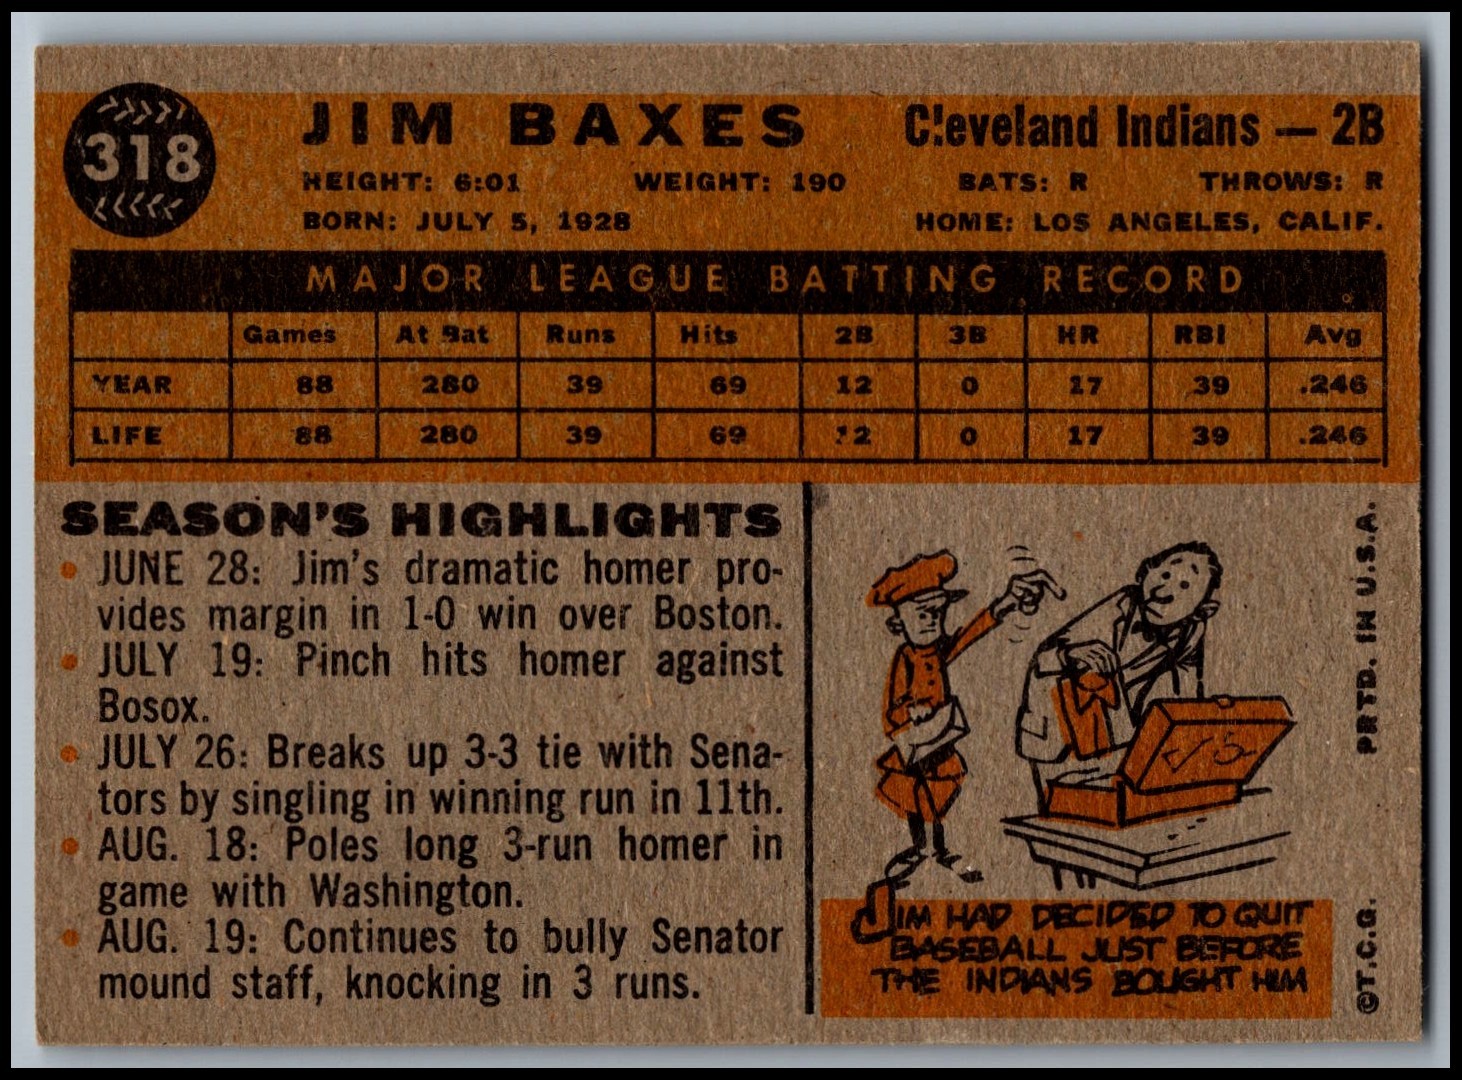 318
JIM BAXES
Cleveland Indians — 2B
HEIGHT: 6:01 WEIGHT: 190 BATS: R THROWS: R
BORN: JULY 5, 1928 HOME: LOS ANGELES, CALIF.
MAJOR LEAGUE BATTING RECORD
Games At Bat Runs Hits 2B 3B HR RBI Avg
YEAR 88 280 39 69 12 0 17 39 .246
LIFE 88 280 39 69 12 0 17 39 .246
SEASON'S HIGHLIGHTS
• JUNE 28: Jim's dramatic homer pro-
vides margin in 1-0 win over Boston.
• JULY 19: Pinch hits homer against
Bosox.
• JULY 26: Breaks up 3-3 tie with Sena-
tors by singling in winning run in 11th.
• AUG. 18: Poles long 3-run homer in
game with Washington.
• AUG. 19: Continues to bully Senator
mound staff, knocking in 3 runs.
JIM HAD DECIDED TO QUIT
BASEBALL JUST BEFORE
THE INDIANS BOUGHT HIM
©T.C.G. PRTD. IN U.S.A.